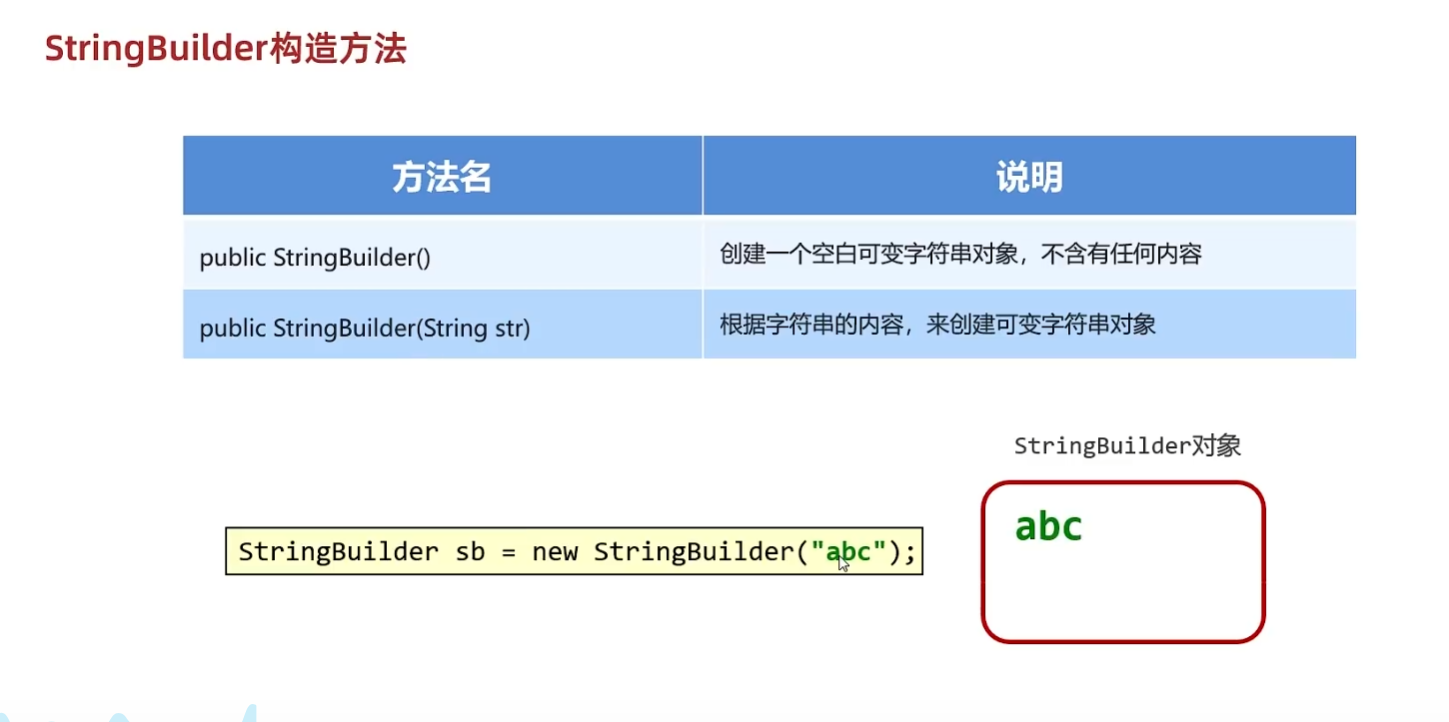 StringBuilder构造方法
方法名
说明
public StringBuilder()
创建一个空白可变字符串对象，不含有任何内容
public StringBuilder(String str)
根据字符串的内容，来创建可变字符串对象
StringBuilder对象
abc
StringBuilder sb = new StringBuilder("abc");